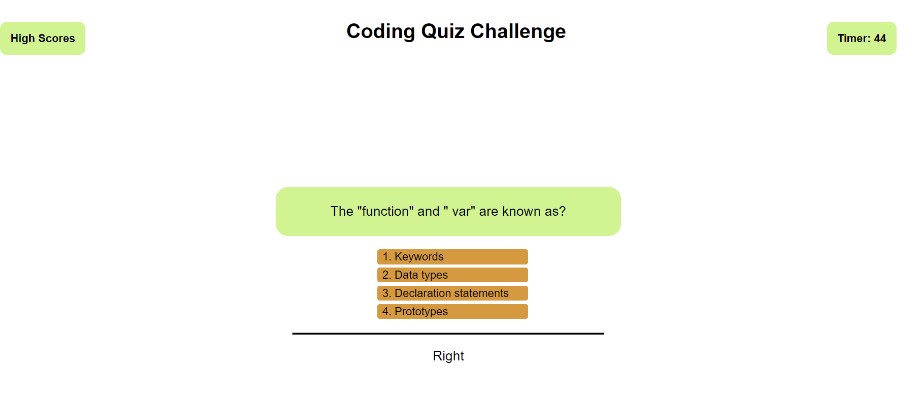 High Scores
Coding Quiz Challenge
Timer: 44
The "function" and " var" are known as?
1. Keywords
2. Data types
3. Declaration statements
4. Prototypes
Right